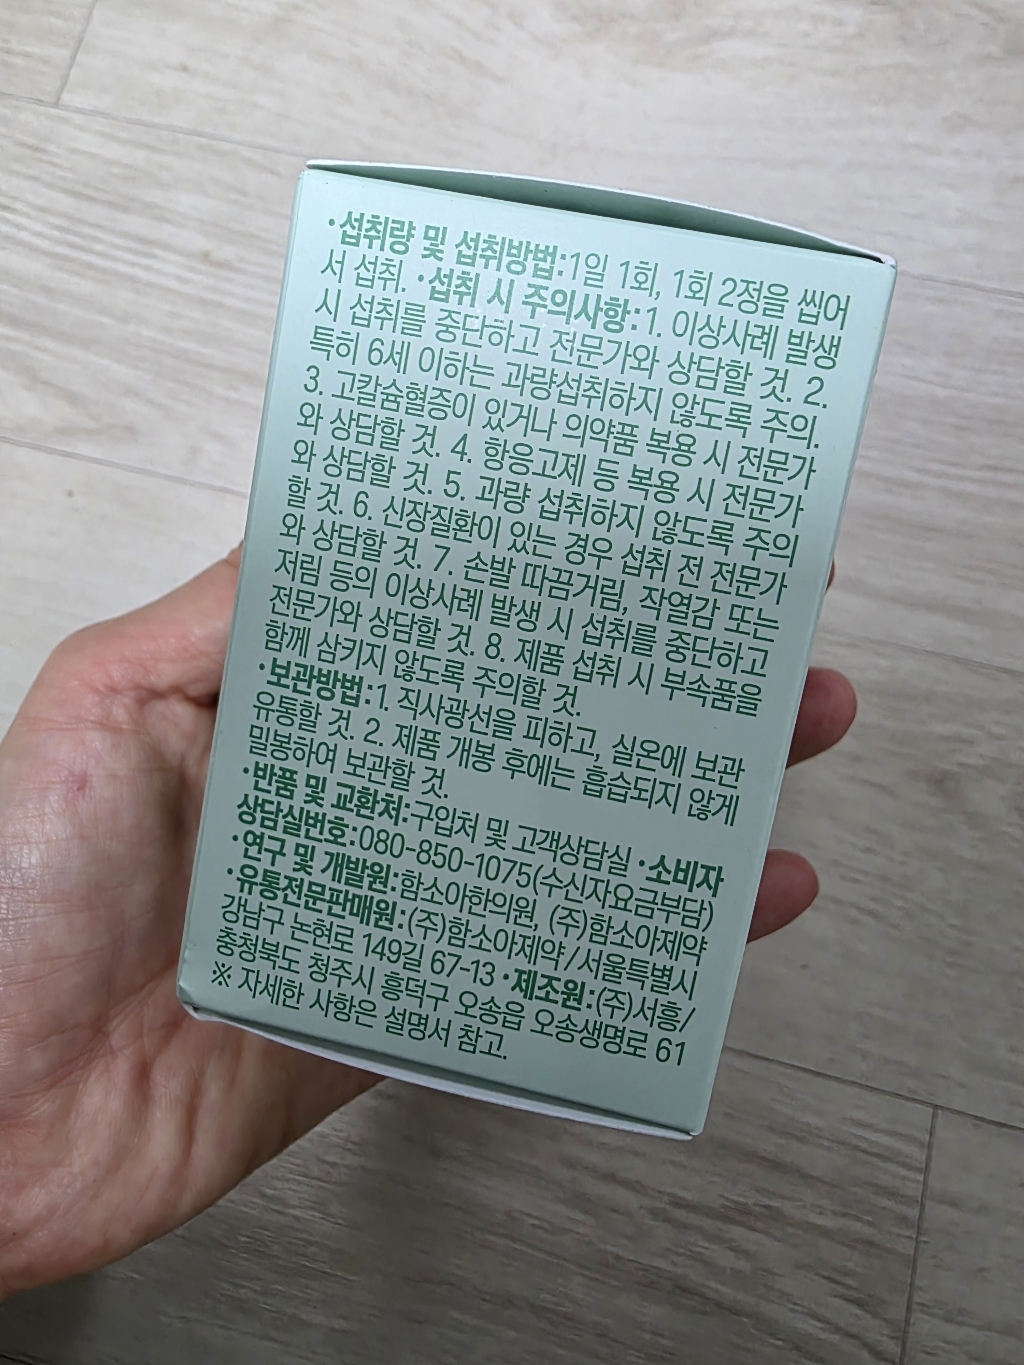 ·섭취량 및 섭취방법:1일 1회, 1회 2정을 씹어
서 섭취. ·섭취 시 주의사항:1. 이상사례 발생
시 섭취를 중단하고 전문가와 상담할 것. 2.
특히 6세 이하는 과량섭취하지 않도록 주의.
3. 고칼슘혈증이 있거나 의약품 복용 시 전문가
와 상담할 것. 4. 항응고제 등 복용 시 전문가
와 상담할 것. 5. 과량 섭취하지 않도록 주의
할 것. 6. 신장질환이 있는 경우 섭취 전 전문가
와 상담할 것. 7. 손발 따끔거림, 작열감 또는
저림 등의 이상사례 발생 시 섭취를 중단하고
전문가와 상담할 것. 8. 제품 섭취 시 부속품을
함께 삼키지 않도록 주의할 것.
·보관방법:1. 직사광선을 피하고, 실온에 보관
유통할 것. 2. 제품 개봉 후에는 흡습되지 않게
밀봉하여 보관할 것.
·반품 및 교환처:구입처 및 고객상담실 ·소비자
상담실번호:080-850-1075(수신자요금부담)
·연구 및 개발원:함소아한의원, (주)함소아제약
·유통전문판매원:(주)함소아제약/서울특별시
강남구 논현로 149길 67-13 ·제조원:(주)서흥/
충청북도 청주시 흥덕구 오송읍 오송생명로 61
※ 자세한 사항은 설명서 참고.